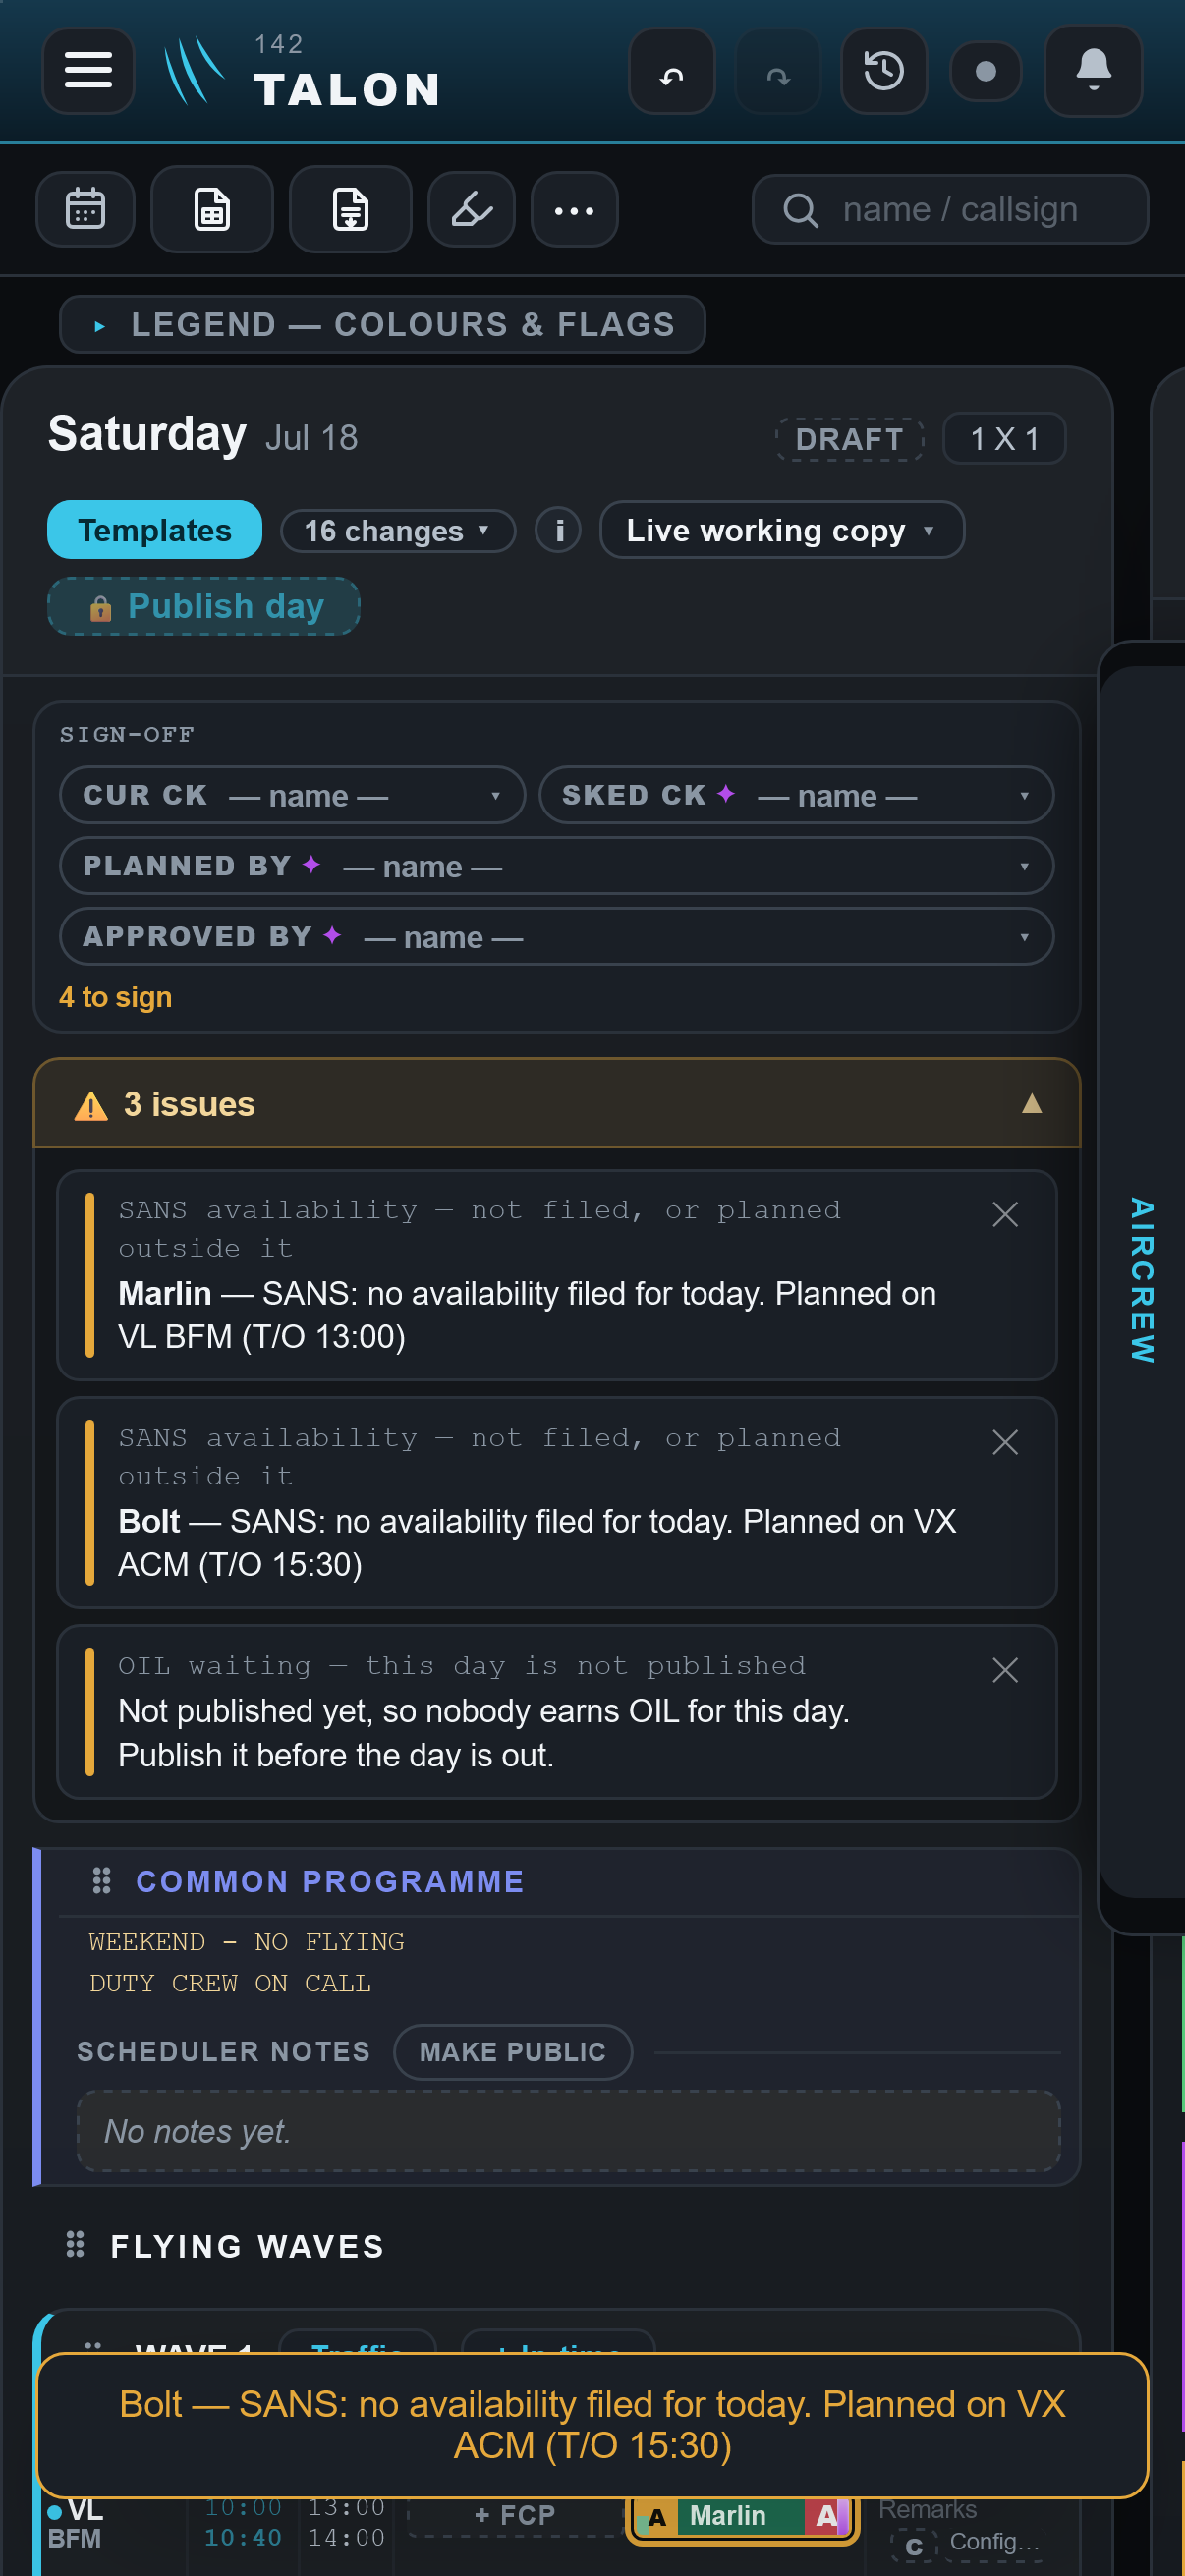 142
TALON
name / callsign
▸ LEGEND — COLOURS & FLAGS
Saturday Jul 18 DRAFT 1 X 1
Templates 16 changes ▾ i Live working copy ▾
Publish day
SIGN-OFF
CUR CK — name — ▾ SKED CK ✦ — name — ▾
PLANNED BY ✦ — name — ▾
APPROVED BY ✦ — name — ▾
4 to sign
⚠ 3 issues ▲
SANS availability — not filed, or planned
outside it
Marlin — SANS: no availability filed for today. Planned on
VL BFM (T/O 13:00)
SANS availability — not filed, or planned
outside it
Bolt — SANS: no availability filed for today. Planned on VX
ACM (T/O 15:30)
OIL waiting — this day is not published
Not published yet, so nobody earns OIL for this day.
Publish it before the day is out.
AIRCREW
COMMON PROGRAMME
WEEKEND – NO FLYING
DUTY CREW ON CALL
SCHEDULER NOTES MAKE PUBLIC
No notes yet.
FLYING WAVES
WAVE 1 Traffic + In-time
Bolt — SANS: no availability filed for today. Planned on VX
ACM (T/O 15:30)
VL 10:00 13:00 + FCP A Marlin A Remarks
BFM 10:40 14:00 C Config...